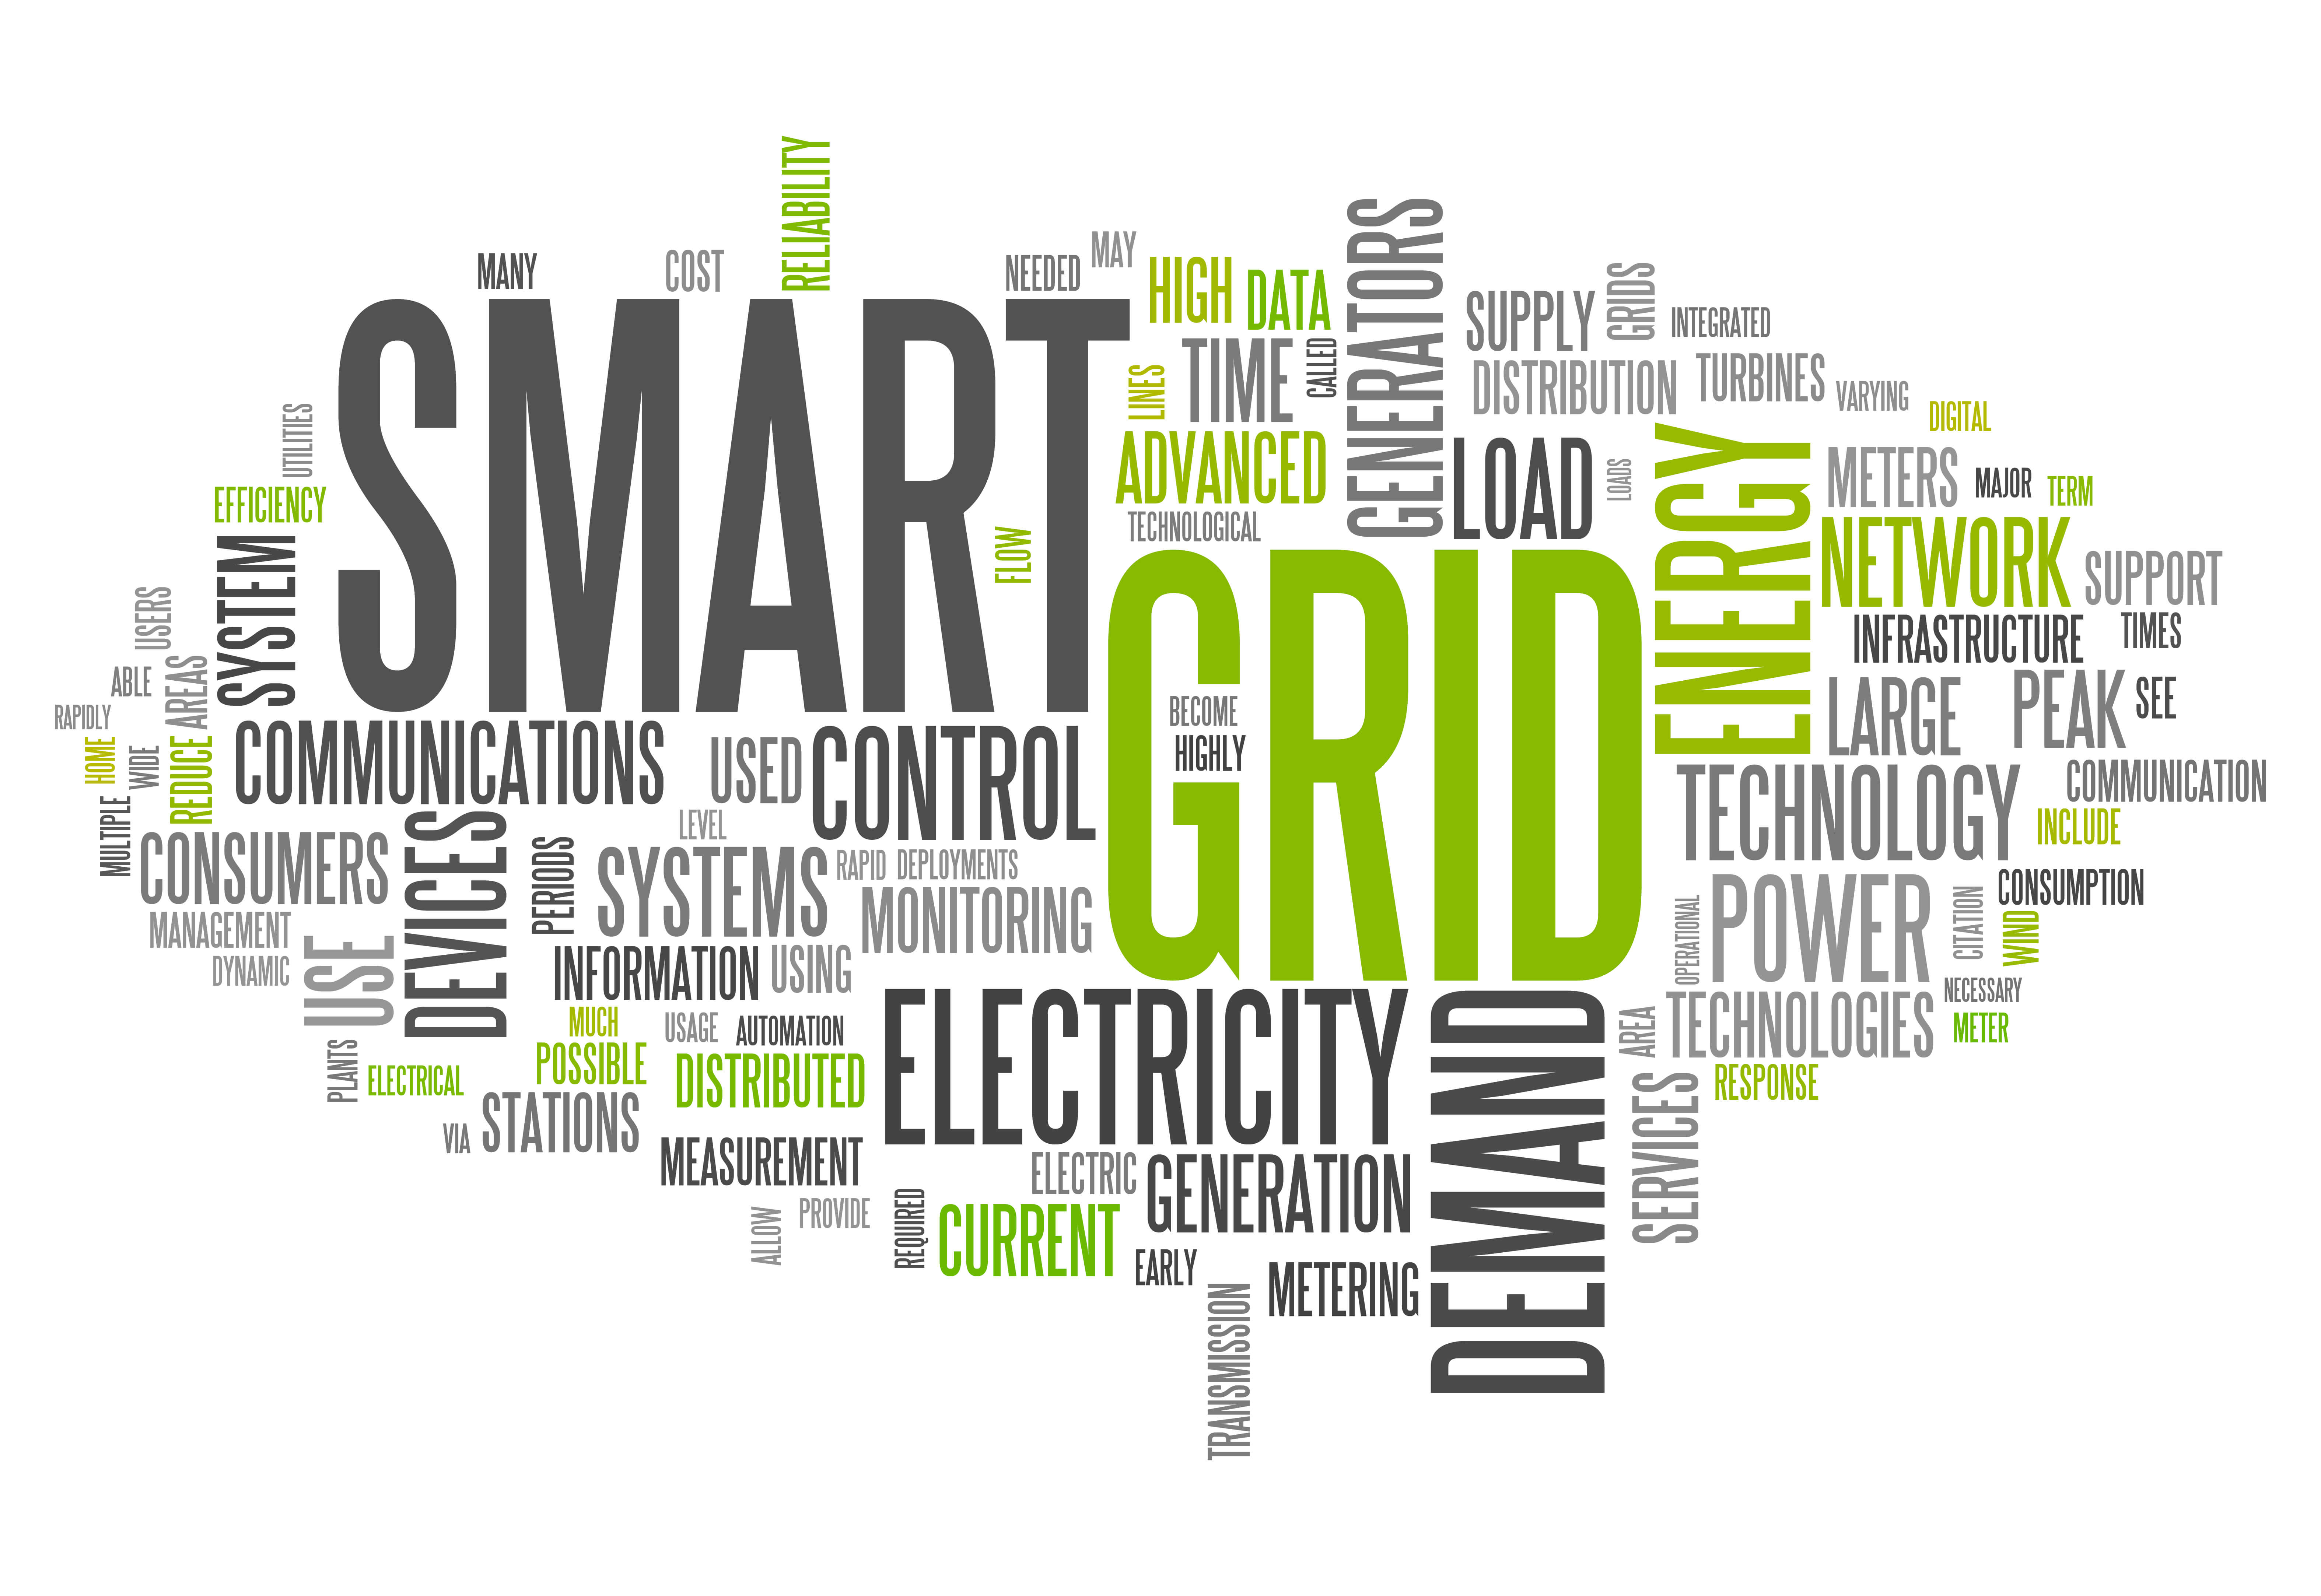 RELIABILITY
MANY
COST
NEEDED
MAY
HIGH
DATA
GENERATORS
SUPPLY
GRIDS
INTEGRATED
SMART
LINES
TIME
CALLED
DISTRIBUTION
TURBINES
VARYING
DIGITAL
UTILITIES
EFFICIENCY
ADVANCED
TECHNOLOGICAL
LOAD
LOADS
ENERGY
METERS
MAJOR
TERM
NETWORK
SUPPORT
FLOW
SYSTEM
USERS
ABLE
AREAS
RAPIDLY
GRID
BECOME
HIGHLY
INFRASTRUCTURE
TIMES
LARGE
PEAK
SEE
HOME
WIDE
REDUCE
MULTIPLE
COMMUNICATIONS
USED
CONTROL
TECHNOLOGY
COMMUNICATION
INCLUDE
CONSUMERS
MANAGEMENT
DYNAMIC
USE
DEVICES
PERIODS
LEVEL
SYSTEMS
RAPID
DEPLOYMENTS
MONITORING
OPERATIONAL
POWER
CITATION
CONSUMPTION
WIND
INFORMATION
USING
NECESSARY
MUCH
USAGE
AUTOMATION
ELECTRICITY
DEMAND
AREA
TECHNOLOGIES
METER
PLANTS
ELECTRICAL
POSSIBLE
DISTRIBUTED
RESPONSE
VIA
STATIONS
MEASUREMENT
ELECTRIC
GENERATION
SERVICES
ALLOW
PROVIDE
REQUIRED
CURRENT
EARLY
METERING
TRANSMISSION